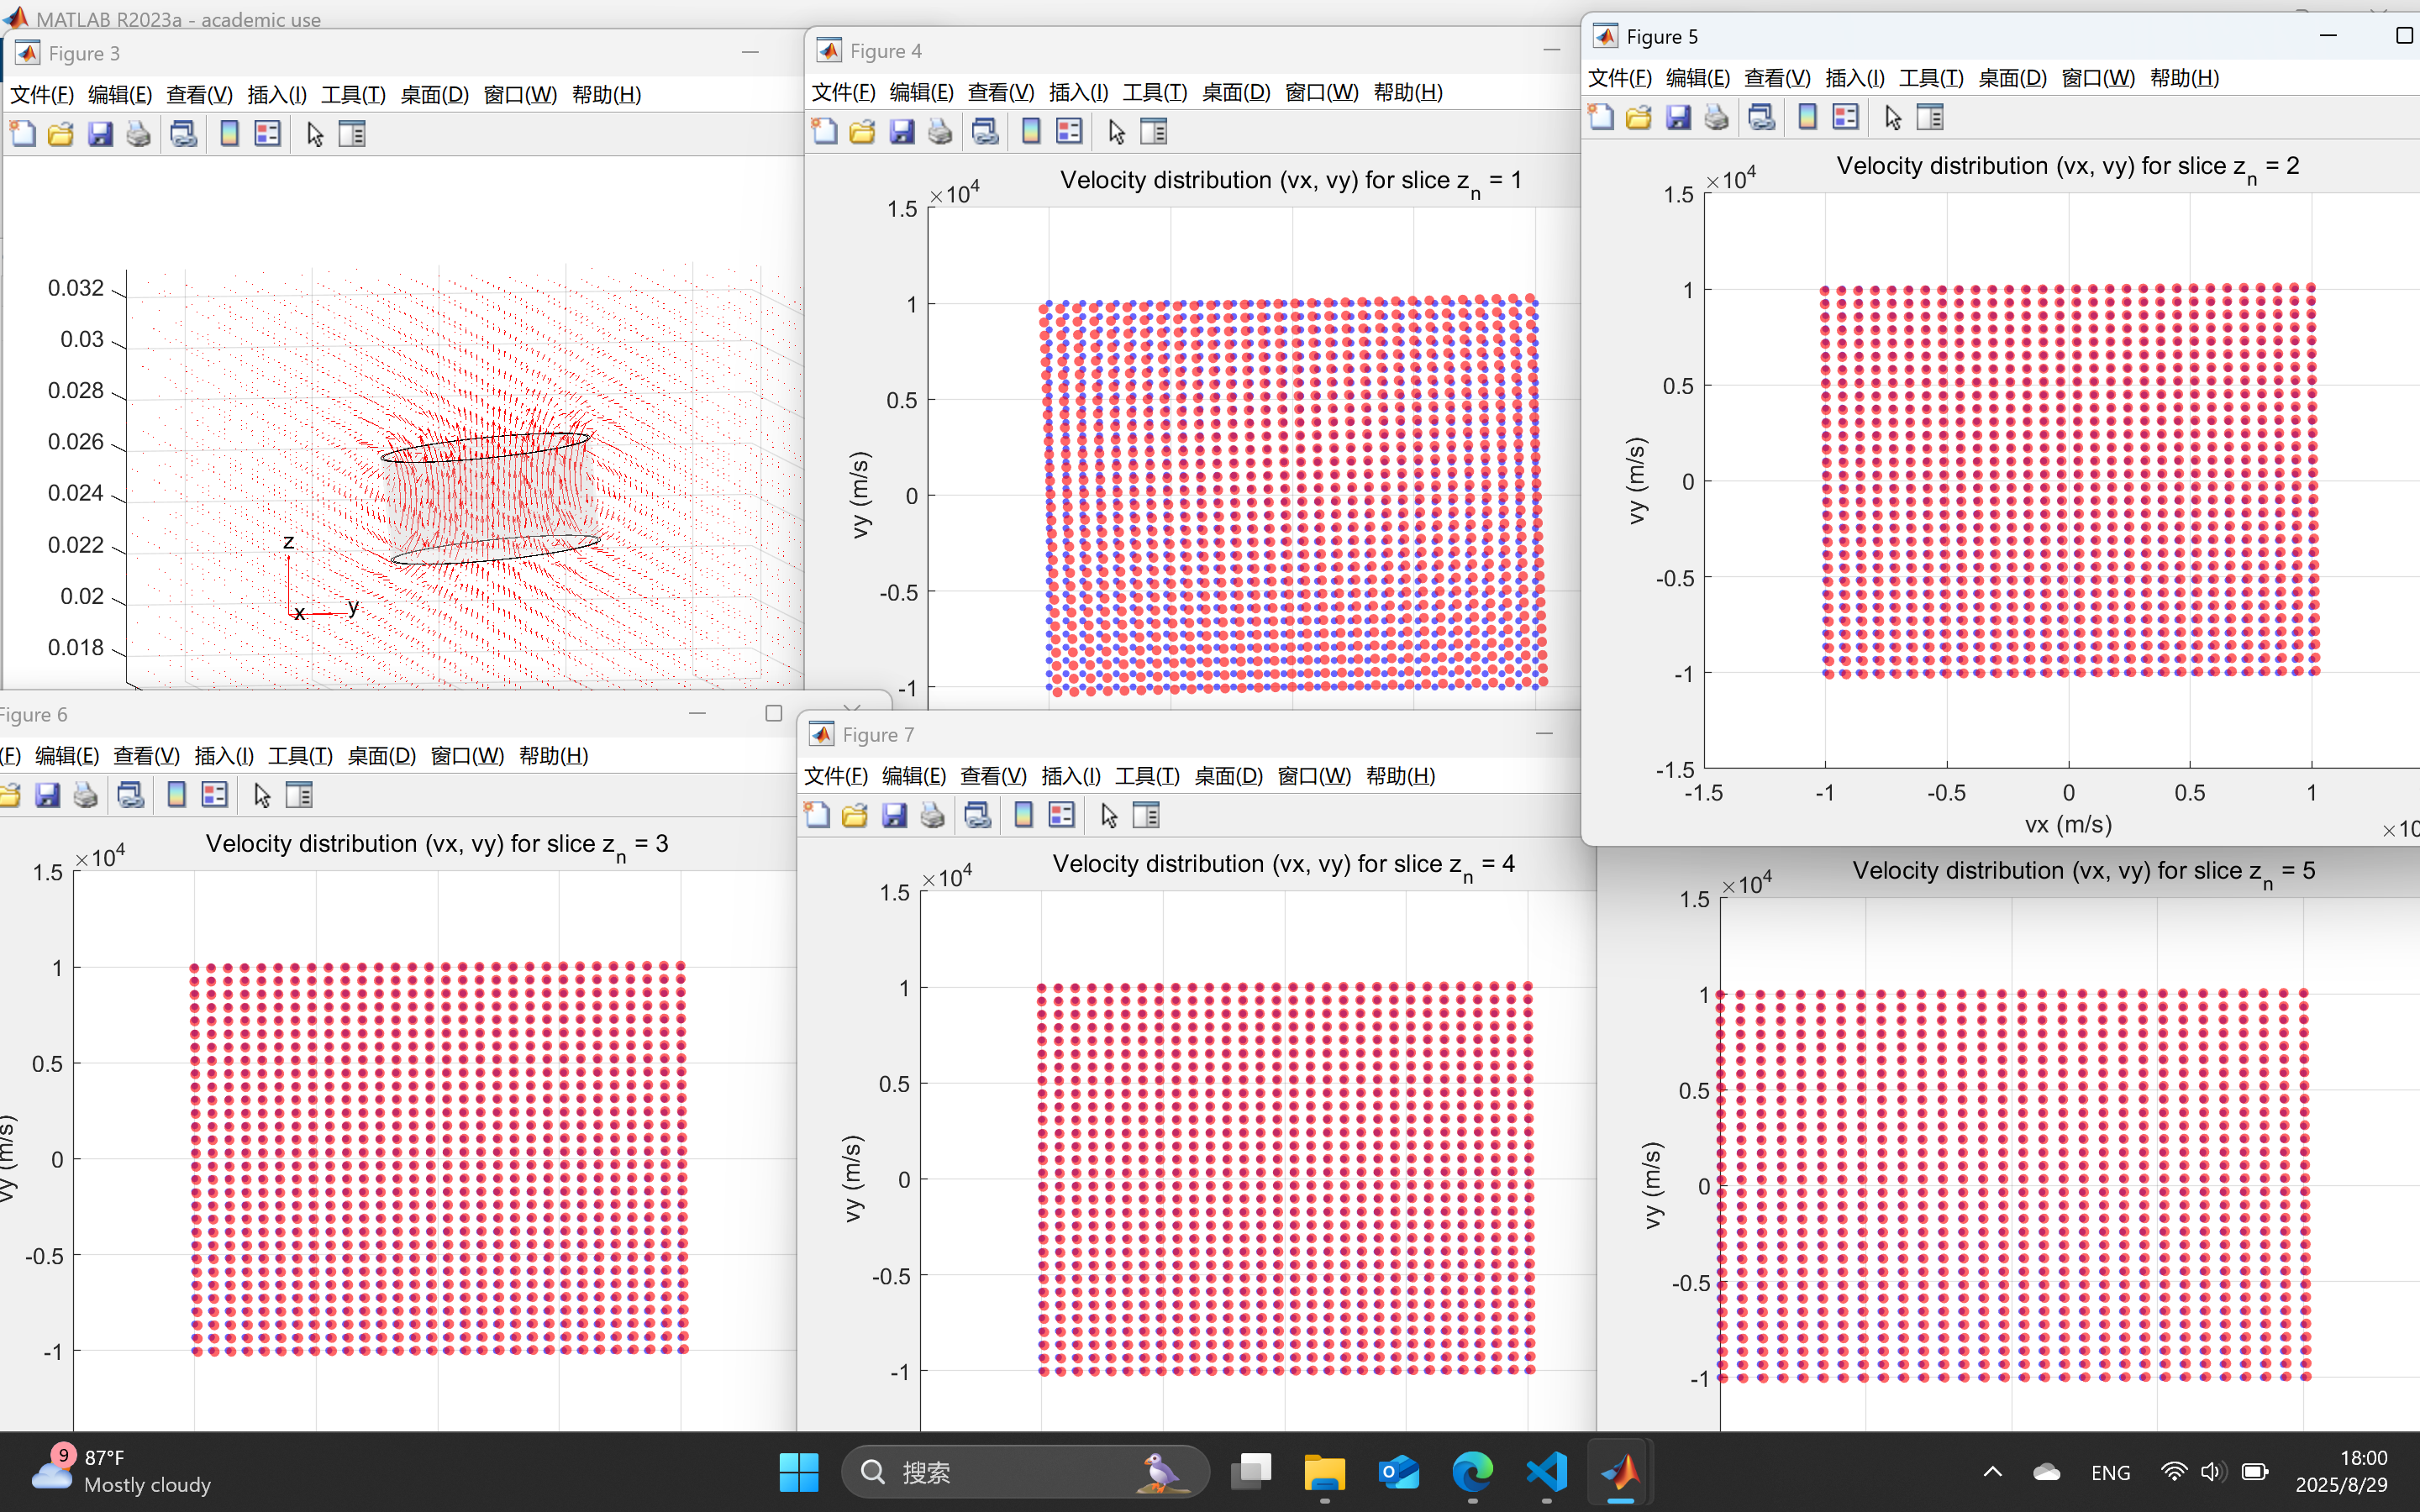 MATLAB R2023a - academic use
Figure 3
文件(F) 编辑(E) 查看(V) 插入(I) 工具(T) 桌面(D) 窗口(W) 帮助(H)
0.032
0.03
0.028
0.026
0.024
0.022
0.02
0.018
z
x
y
Figure 4
文件(F) 编辑(E) 查看(V) 插入(I) 工具(T) 桌面(D) 窗口(W) 帮助(H)
Velocity distribution (vx, vy) for slice zn = 1
×10^4
1.5
1
0.5
0
-0.5
-1
vy (m/s)
Figure 5
文件(F) 编辑(E) 查看(V) 插入(I) 工具(T) 桌面(D) 窗口(W) 帮助(H)
Velocity distribution (vx, vy) for slice zn = 2
×10^4
1.5
1
0.5
0
-0.5
-1
-1.5
vy (m/s)
-1.5 -1 -0.5 0 0.5 1
vx (m/s)
×10
Figure 6
(F) 编辑(E) 查看(V) 插入(I) 工具(T) 桌面(D) 窗口(W) 帮助(H)
Velocity distribution (vx, vy) for slice zn = 3
×10^4
1.5
1
0.5
0
-0.5
-1
vy (m/s)
Figure 7
文件(F) 编辑(E) 查看(V) 插入(I) 工具(T) 桌面(D) 窗口(W) 帮助(H)
Velocity distribution (vx, vy) for slice zn = 4
×10^4
1.5
1
0.5
0
-0.5
-1
vy (m/s)
Velocity distribution (vx, vy) for slice zn = 5
×10^4
1.5
1
0.5
0
-0.5
-1
vy (m/s)
9
87°F
Mostly cloudy
搜索
ENG
18:00
2025/8/29